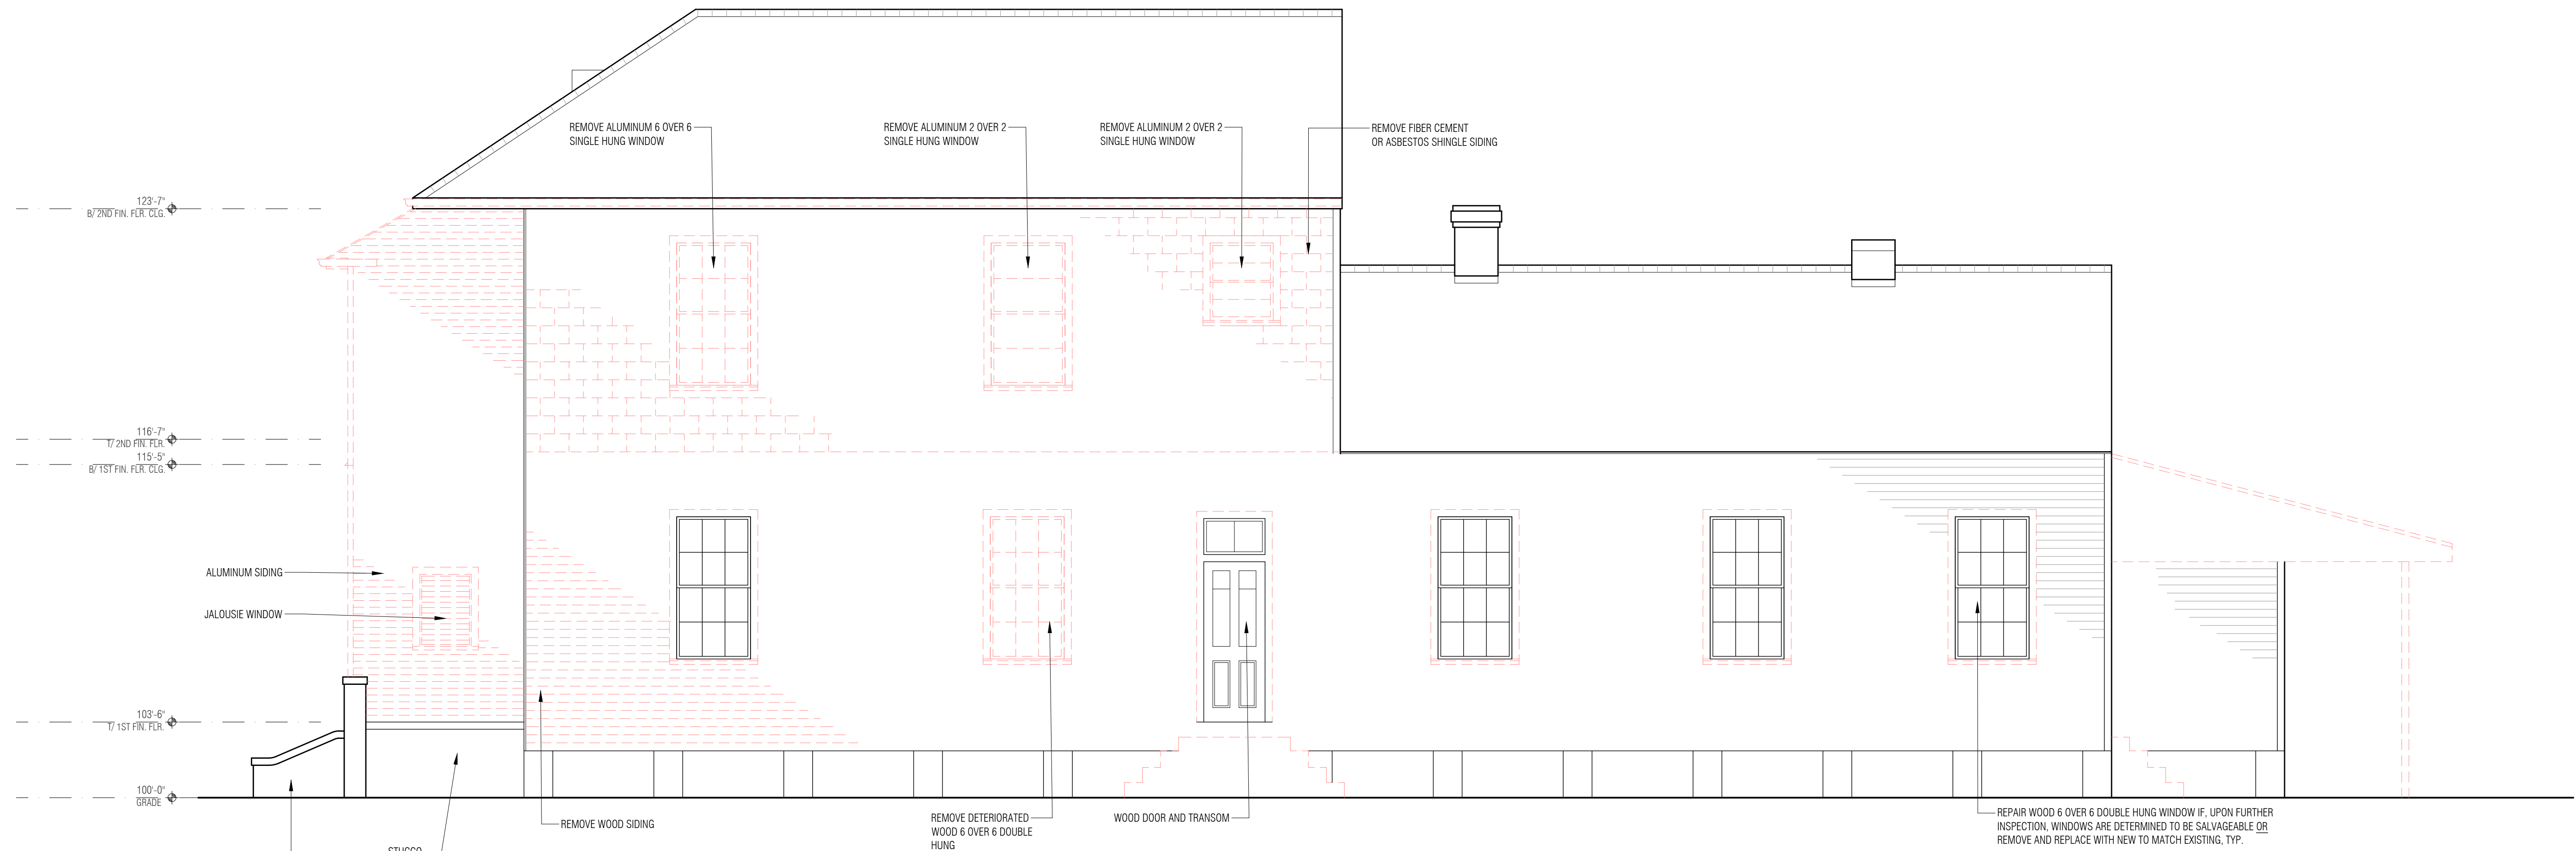 REMOVE ALUMINUM 6 OVER 6
SINGLE HUNG WINDOW
REMOVE ALUMINUM 2 OVER 2
SINGLE HUNG WINDOW
REMOVE ALUMINUM 2 OVER 2
SINGLE HUNG WINDOW
REMOVE FIBER CEMENT
OR ASBESTOS SHINGLE SIDING
123'-7"
B/ 2ND FIN. FLR. CLG.
116'-7"
T/ 2ND FIN. FLR.
115'-5"
B/ 1ST FIN. FLR. CLG.
ALUMINUM SIDING
JALOUSIE WINDOW
103'-6"
T/ 1ST FIN. FLR.
100'-0"
GRADE
STUCCO
REMOVE WOOD SIDING
REMOVE DETERIORATED
WOOD 6 OVER 6 DOUBLE
HUNG
WOOD DOOR AND TRANSOM
REPAIR WOOD 6 OVER 6 DOUBLE HUNG WINDOW IF, UPON FURTHER
INSPECTION, WINDOWS ARE DETERMINED TO BE SALVAGEABLE OR
REMOVE AND REPLACE WITH NEW TO MATCH EXISTING, TYP.